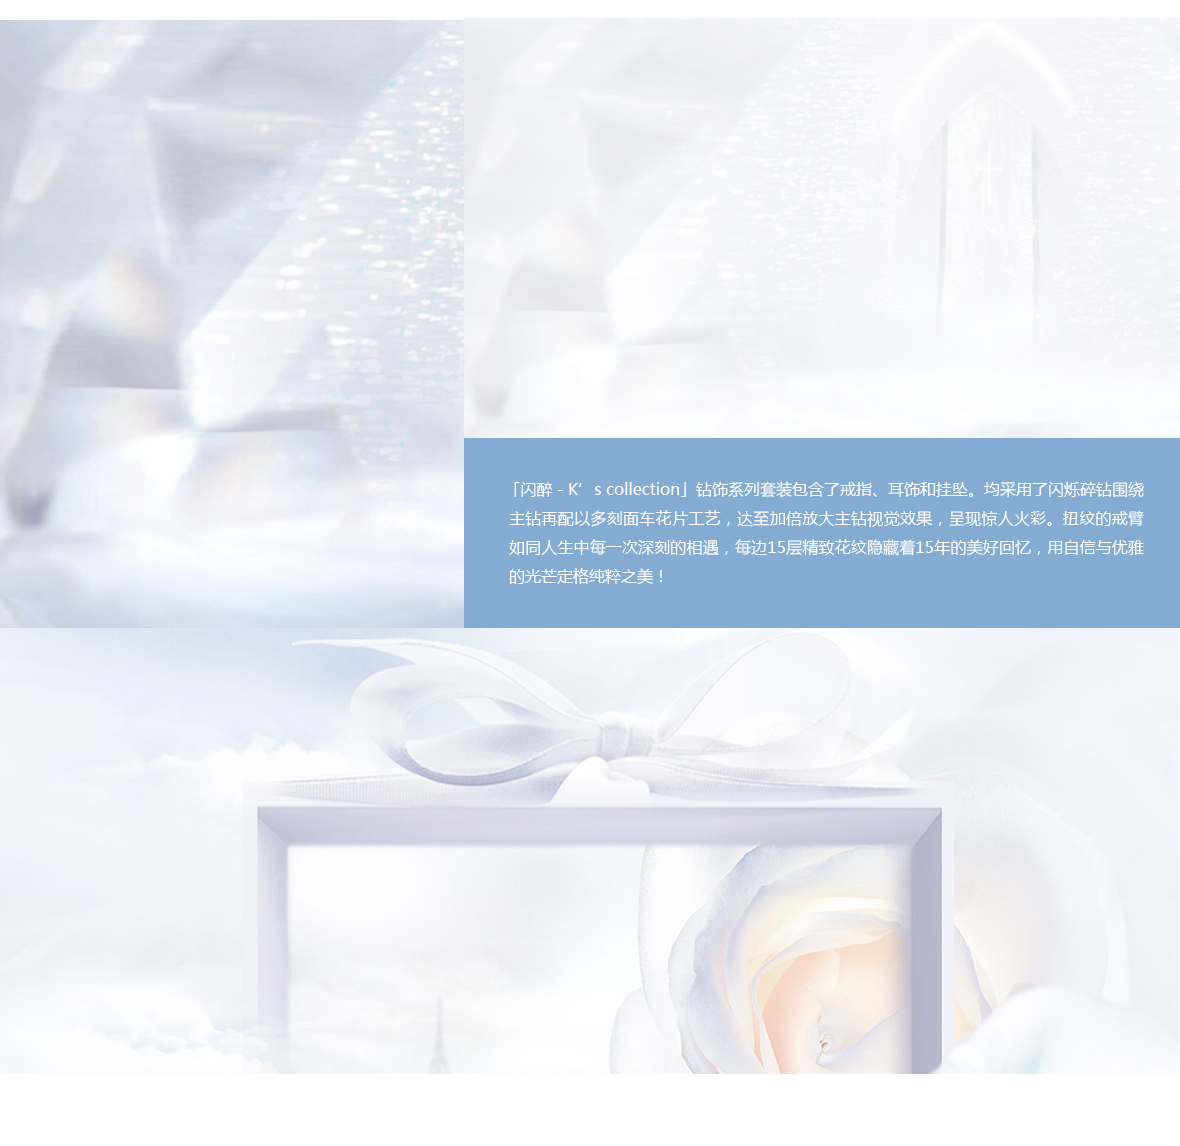 「闪醉 - K’s collection」钻饰系列套装包含了戒指、耳饰和挂坠。均采用了闪烁碎钻围绕
主钻再配以多刻面车花片工艺，达至加倍放大主钻视觉效果，呈现惊人火彩。扭纹的戒臂
如同人生中每一次深刻的相遇，每边15层精致花纹隐藏着15年的美好回忆，用自信与优雅
的光芒定格纯粹之美！